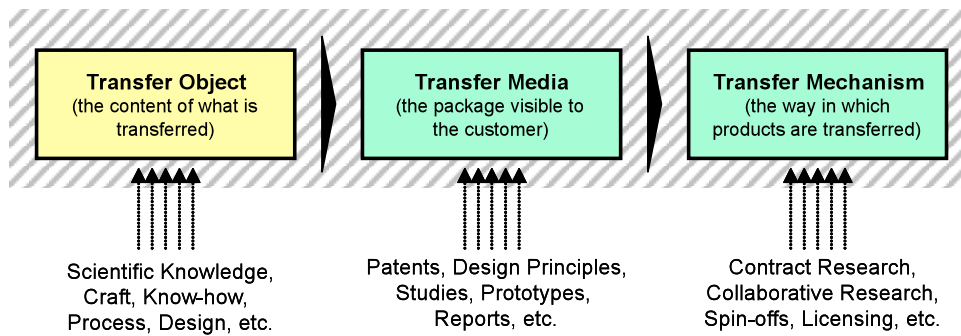 Transfer Object
(the content of what is
transferred)
Transfer Media
(the package visible to
the customer)
Transfer Mechanism
(the way in which
products are transferred)
Scientific Knowledge,
Craft, Know-how,
Process, Design, etc.
Patents, Design Principles,
Studies, Prototypes,
Reports, etc.
Contract Research,
Collaborative Research,
Spin-offs, Licensing, etc.